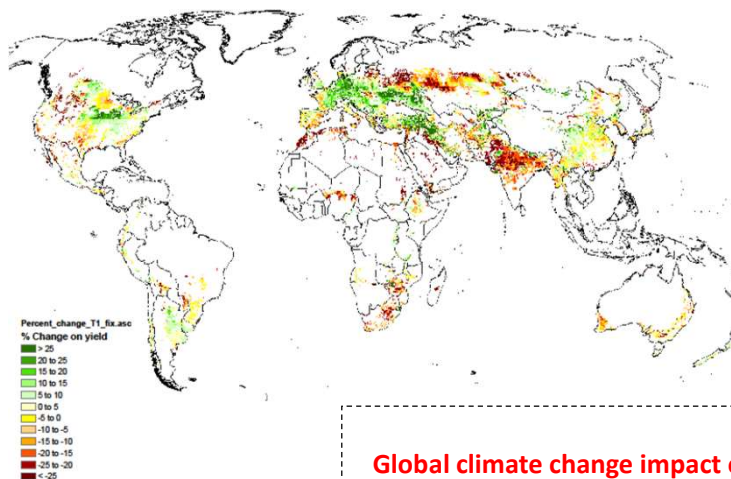 Percent_change_T1_fix.asc
% Change on yield
> 25
20 to 25
15 to 20
10 to 15
5 to 10
0 to 5
-5 to 0
-10 to -5
-15 to -10
-20 to -15
-25 to -20
< -25
Global climate change impact